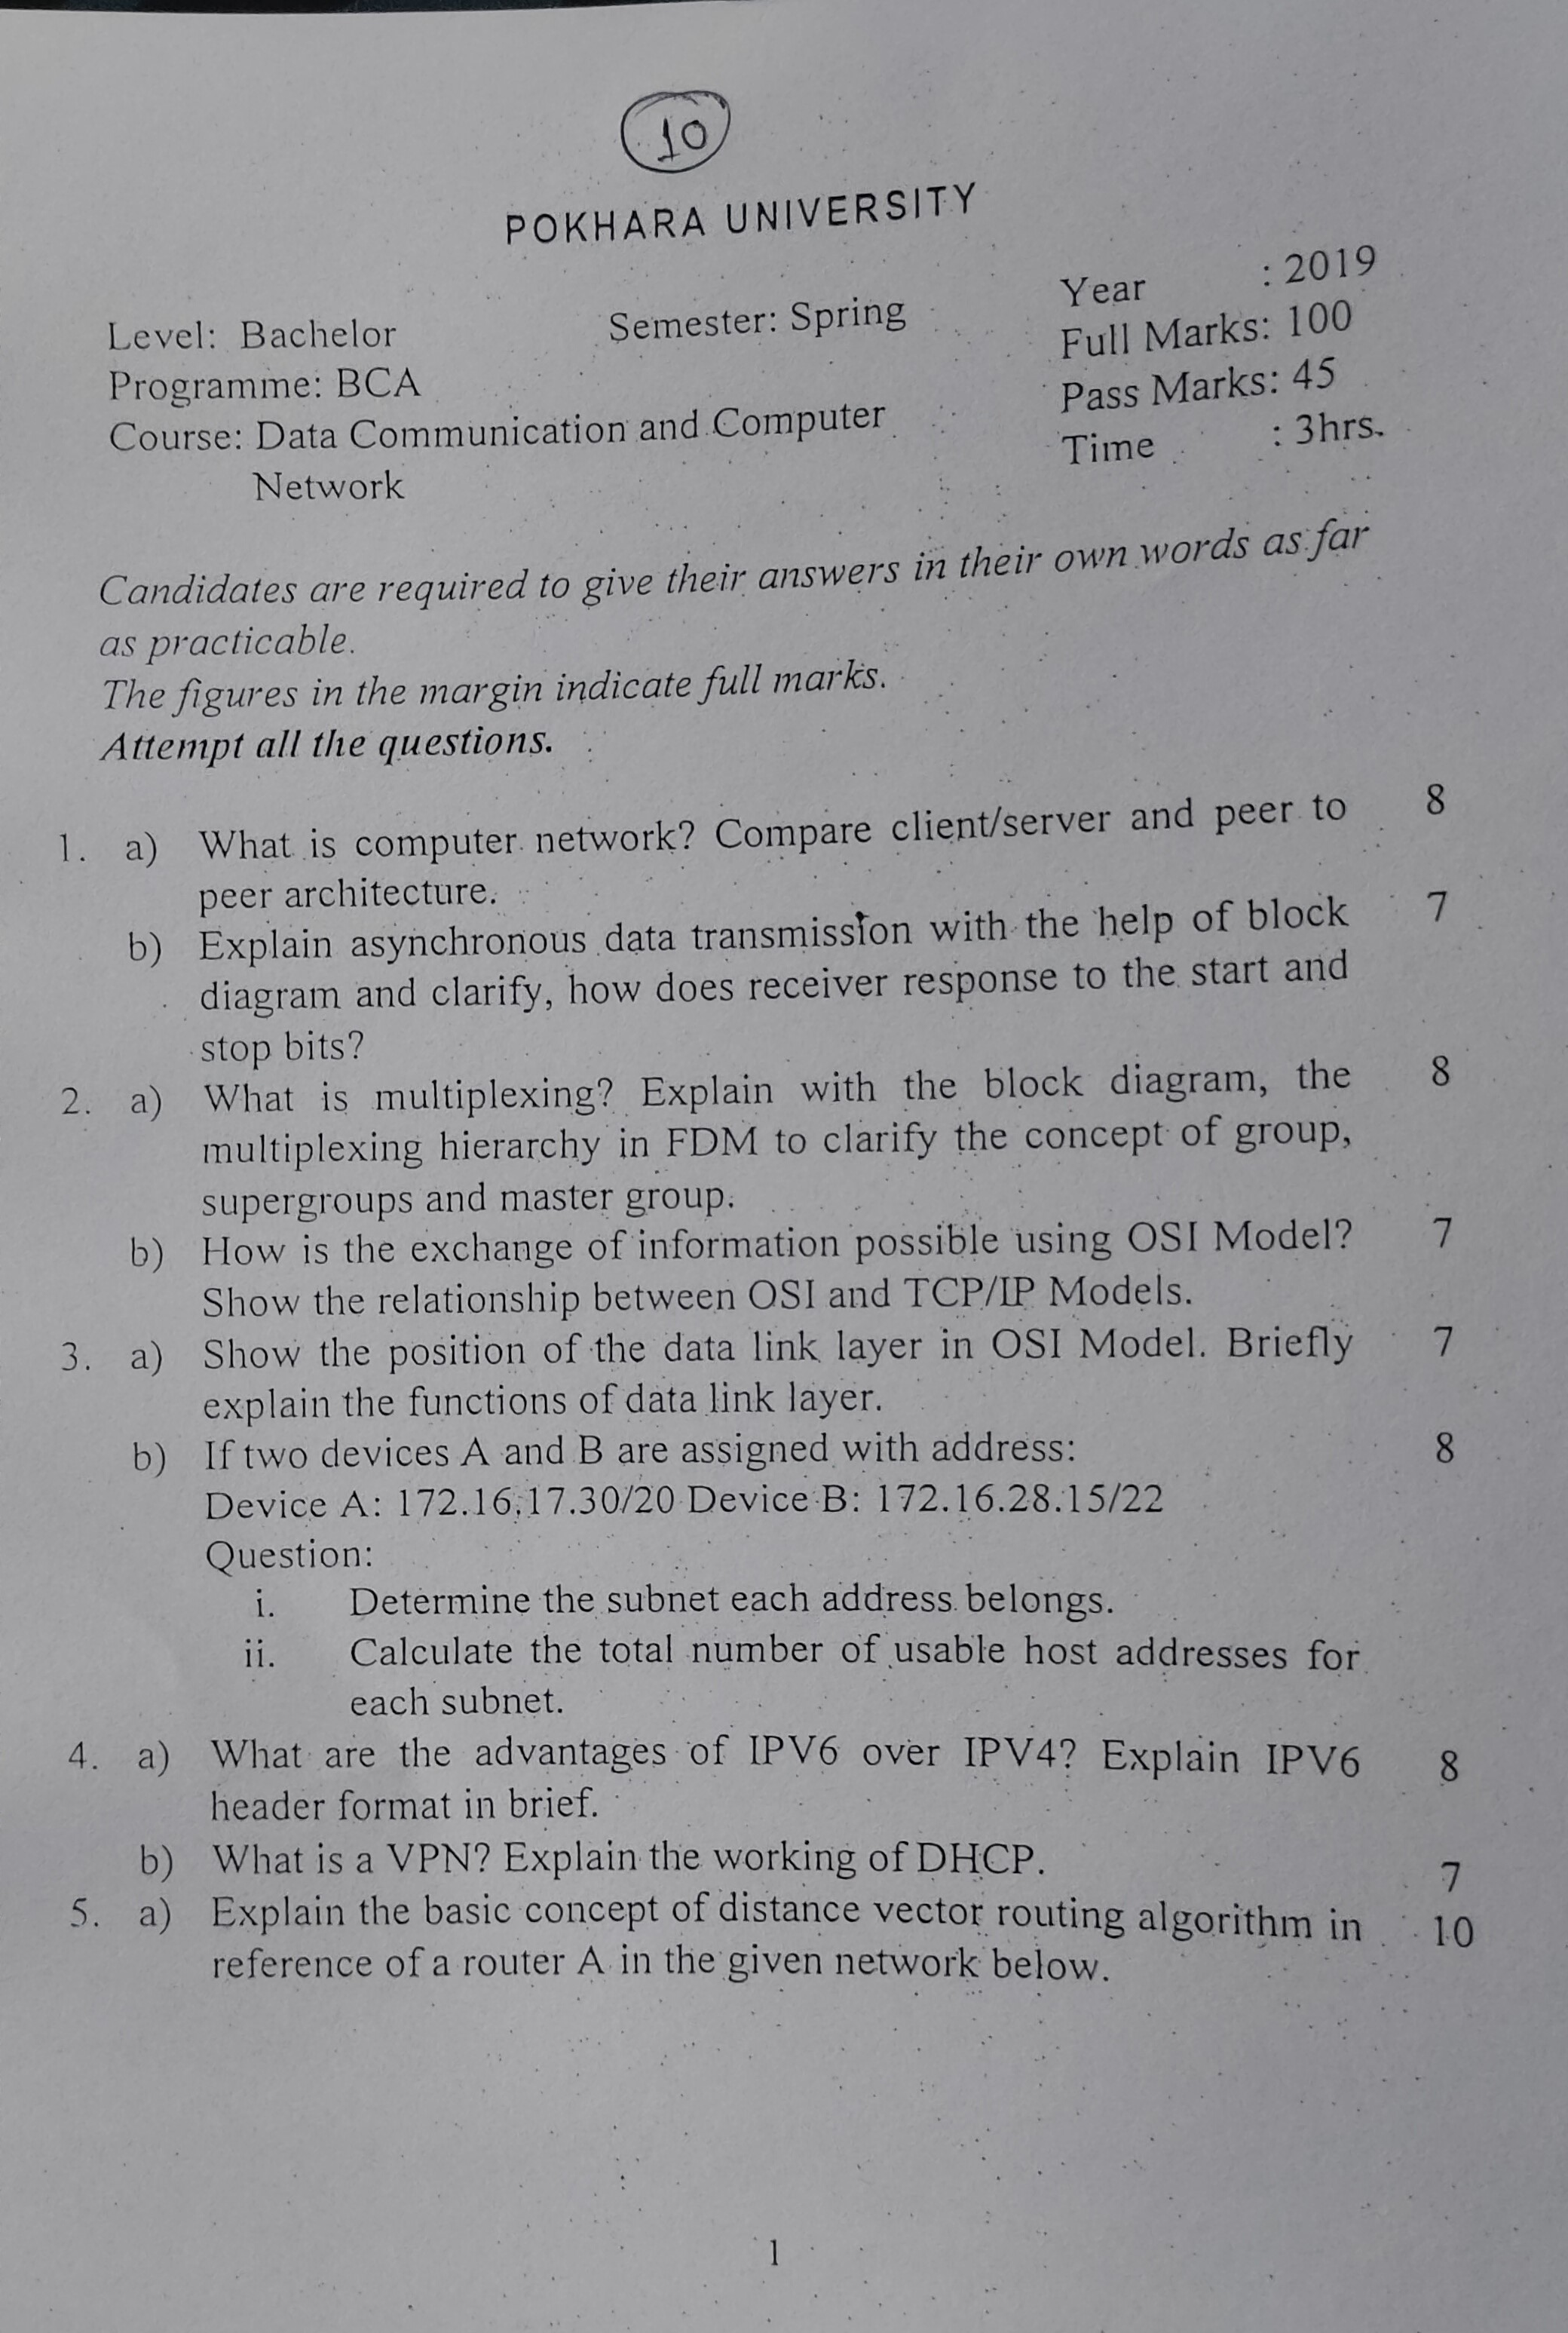 10
POKHARA UNIVERSITY
Level: Bachelor Semester: Spring Year : 2019
Programme: BCA Full Marks: 100
Course: Data Communication and Computer Pass Marks: 45
Network Time : 3hrs.
Candidates are required to give their answers in their own words as far
as practicable.
The figures in the margin indicate full marks.
Attempt all the questions.
1. a) What is computer network? Compare client/server and peer to 8
peer architecture.
b) Explain asynchronous data transmission with the help of block 7
diagram and clarify, how does receiver response to the start and
stop bits?
2. a) What is multiplexing? Explain with the block diagram, the 8
multiplexing hierarchy in FDM to clarify the concept of group,
supergroups and master group.
b) How is the exchange of information possible using OSI Model? 7
Show the relationship between OSI and TCP/IP Models.
3. a) Show the position of the data link layer in OSI Model. Briefly 7
explain the functions of data link layer.
b) If two devices A and B are assigned with address: 8
Device A: 172.16.17.30/20 Device B: 172.16.28.15/22
Question:
i. Determine the subnet each address belongs.
ii. Calculate the total number of usable host addresses for
each subnet.
4. a) What are the advantages of IPV6 over IPV4? Explain IPV6 8
header format in brief.
b) What is a VPN? Explain the working of DHCP. 7
5. a) Explain the basic concept of distance vector routing algorithm in 10
reference of a router A in the given network below.
1